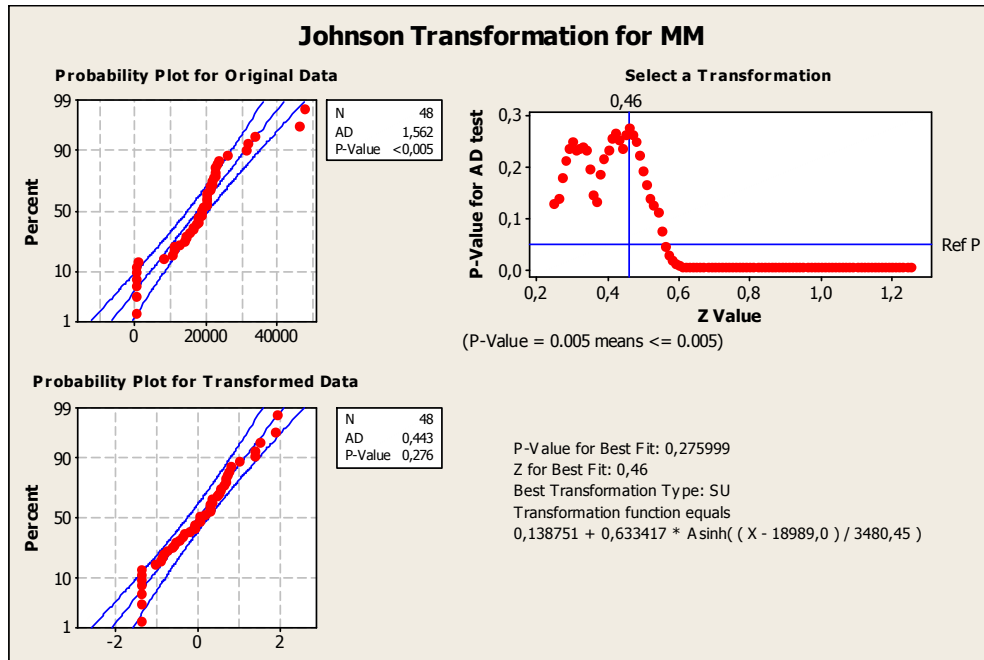 Johnson Transformation for MM
Probability Plot for Original Data
Percent
99
90
50
10
1
0
20000
40000
N 48
AD 1,562
P-Value <0,005
Select a Transformation
0,46
P-Value for AD test
0,3
0,2
0,1
0,0
Ref P
0,2
0,4
0,6
0,8
1,0
1,2
Z Value
(P-Value = 0.005 means <= 0.005)
Probability Plot for Transformed Data
Percent
99
90
50
10
1
-2
0
2
N 48
AD 0,443
P-Value 0,276
P-Value for Best Fit: 0,275999
Z for Best Fit: 0,46
Best Transformation Type: SU
Transformation function equals
0,138751 + 0,633417 * Asinh( ( X - 18989,0 ) / 3480,45 )